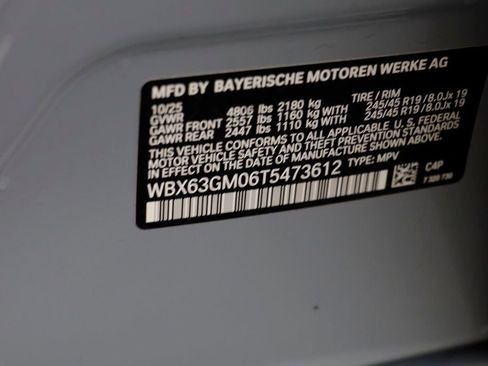 MFD BY BAYERISCHE MOTOREN WERKE AG
10/25 TIRE / RIM
GVWR 4806 lbs 2180 kg
GAWR FRONT 2557 lbs 1160 kg WITH 245/45 R19 / 8.0Jx 19
GAWR REAR 2447 lbs 1110 kg WITH 245/45 R19 / 8.0Jx 19
THIS VEHICLE CONFORMS TO ALL APPLICABLE U.S. FEDERAL
MOTOR VEHICLE SAFETY AND THEFT PREVENTION STANDARDS
IN EFFECT ON THE DATE OF MANUFACTURE SHOWN ABOVE.
WBX63GM06T5473612 TYPE: MPV
C4P